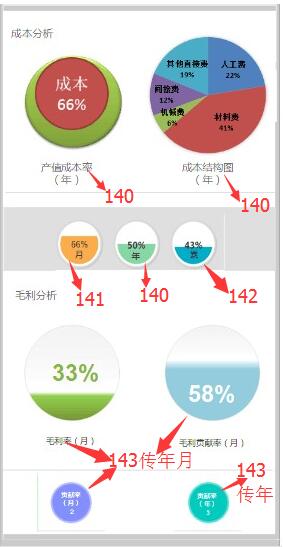 成本分析
成本
66%
其他直接费
19%
人工费
22%
间接费
12%
机械费
6%
材料费
41%
产值成本率
（年）
成本结构图
（年）
140
140
66%
月
50%
年
43%
141
140
142
毛利分析
33%
58%
毛利率（月）
毛利贡献率（月）
143传年月
143
传年
贡献率
（月）
2
贡献率
（年）
3